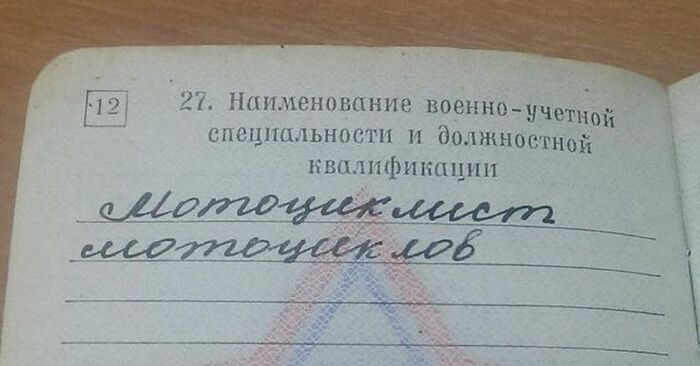 12
27. Наименование военно-учетной
специальности и должностной
квалификации
Мотоциклист
мотоциклов